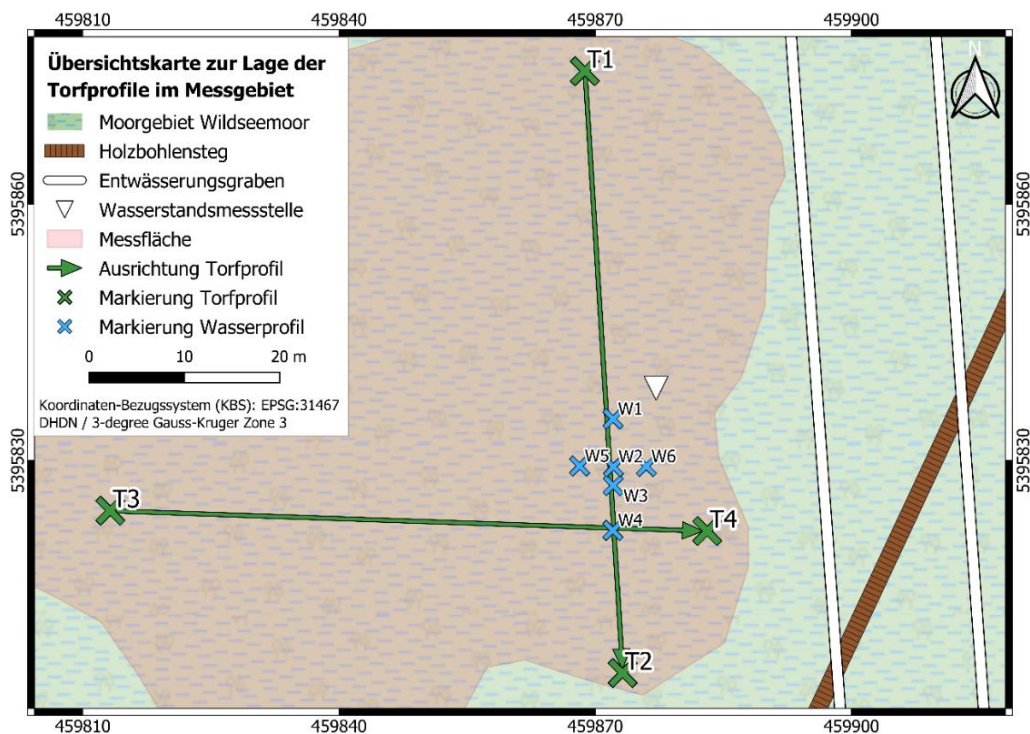 459810 459840 459870 459900
N
Übersichtskarte zur Lage der
Torfprofile im Messgebiet
Moorgebiet Wildseemoor
Holzbohlensteg
Entwässerungsgraben
Wasserstandsmessstelle
Messfläche
Ausrichtung Torfprofil
Markierung Torfprofil
Markierung Wasserprofil
0 10 20 m
Koordinaten-Bezugssystem (KBS): EPSG:31467
DHDN / 3-degree Gauss-Kruger Zone 3
T1
5395860 5395860
W1
5395830 5395830
W5 W2 W6
W3
T3
W4 T4
T2
459810 459840 459870 459900